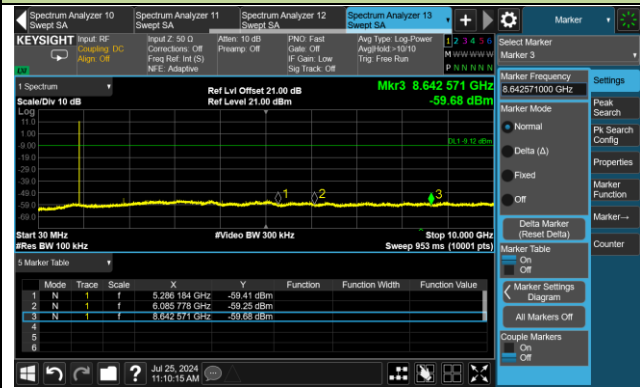 Spectrum Analyzer 10
Swept SA
Spectrum Analyzer 11
Swept SA
Spectrum Analyzer 12
Swept SA
Spectrum Analyzer 13
Swept SA
+
Marker
KEYSIGHT
Input: RF
Coupling: DC
Align: Off
Input Z: 50 Ω
Corrections: Off
Freq Ref: Int (S)
NFE: Adaptive
Atten: 10 dB
Preamp: Off
PNO: Fast
Gate: Off
IF Gain: Low
Sig Track: Off
Avg Type: Log-Power
Avg|Hold:>10/10
Trig: Free Run
1 2 3 4 5 6
M W W W W W
P N N N N N
Select Marker
Marker 3
1 Spectrum
Scale/Div 10 dB
Ref Lvl Offset 21.00 dB
Ref Level 21.00 dBm
Mkr3 8.642 571 GHz
-59.68 dBm
Log
11.0
1.00
-9.00
-19.0
-29.0
-39.0
-49.0
-59.0
-69.0
DL1 -9.12 dBm
1
2
3
Start 30 MHz
#Res BW 100 kHz
#Video BW 300 kHz
Stop 10.000 GHz
Sweep 953 ms (10001 pts)
5 Marker Table
Mode Trace Scale X Y Function Function Width Function Value
1 N 1 f 5.286 184 GHz -59.41 dBm
2 N 1 f 6.085 778 GHz -59.25 dBm
3 N 1 f 8.642 571 GHz -59.68 dBm
4
5
6
Marker Frequency
8.642571000 GHz
Marker Mode
Normal
Delta (Δ)
Fixed
Off
Delta Marker
(Reset Delta)
Marker Table
On
Off
Marker Settings
Diagram
All Markers Off
Couple Markers
On
Off
Settings
Peak
Search
Pk Search
Config
Properties
Marker
Function
Marker→
Counter
?
Jul 25, 2024
11:10:15 AM